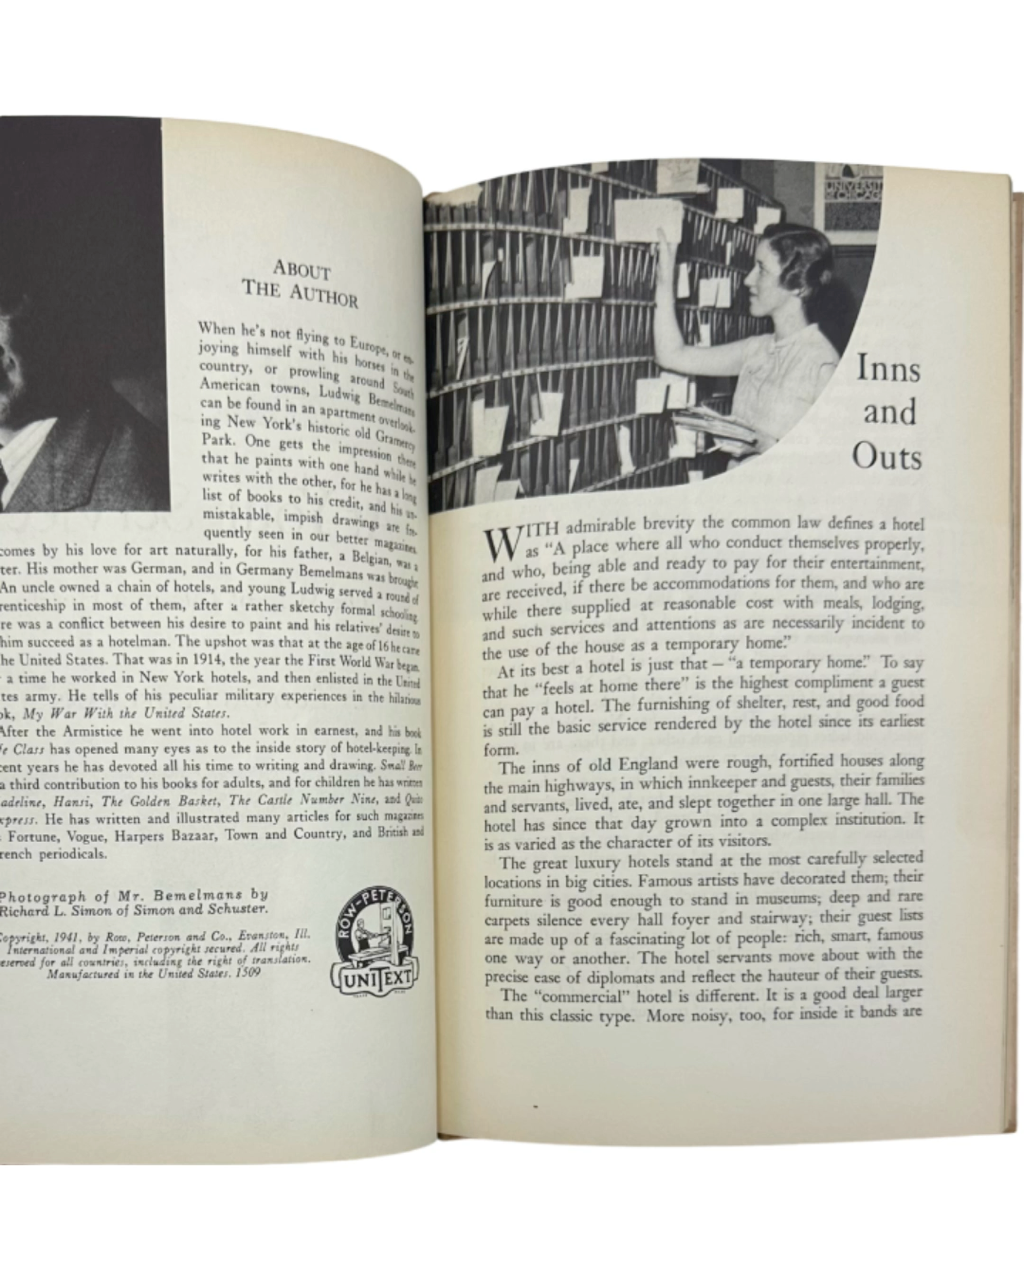 ABOUT
THE AUTHOR
When he's not flying to Europe, or en-
joying himself with his horses in the
country, or prowling around South
American towns, Ludwig Bemelmans
can be found in an apartment overlook-
ing New York's historic old Gramercy
Park. One gets the impression there
that he paints with one hand while he
writes with the other, for he has a long
list of books to his credit, and his un-
mistakable, impish drawings are fre-
quently seen in our better magazines.
comes by his love for art naturally, for his father, a Belgian, was a
ter. His mother was German, and in Germany Bemelmans was brought
An uncle owned a chain of hotels, and young Ludwig served a round of
renticeship in most of them, after a rather sketchy formal schooling.
re was a conflict between his desire to paint and his relatives' desire to
him succeed as a hotelman. The upshot was that at the age of 16 he came
he United States. That was in 1914, the year the First World War began.
a time he worked in New York hotels, and then enlisted in the United
tes army. He tells of his peculiar military experiences in the hilarious
ok, My War With the United States.
After the Armistice he went into hotel work in earnest, and his book
fe Class has opened many eyes as to the inside story of hotel-keeping. In
cent years he has devoted all his time to writing and drawing. Small Beer
a third contribution to his books for adults, and for children he has written
adeline, Hansi, The Golden Basket, The Castle Number Nine, and Quito
xpress. He has written and illustrated many articles for such magazines
Fortune, Vogue, Harpers Bazaar, Town and Country, and British and
rench periodicals.
Photograph of Mr. Bemelmans by
Richard L. Simon of Simon and Schuster.
Copyright, 1941, by Row, Peterson and Co., Evanston, Ill.
International and Imperial copyright secured. All rights
eserved for all countries, including the right of translation.
Manufactured in the United States. 1509
ROW-PETERSON
UNITEXT
UNIVERSITY
OF CHICAGO
Inns
and
Outs
WITH admirable brevity the common law defines a hotel
as "A place where all who conduct themselves properly,
and who, being able and ready to pay for their entertainment,
are received, if there be accommodations for them, and who are
while there supplied at reasonable cost with meals, lodging,
and such services and attentions as are necessarily incident to
the use of the house as a temporary home."
At its best a hotel is just that — "a temporary home." To say
that he "feels at home there" is the highest compliment a guest
can pay a hotel. The furnishing of shelter, rest, and good food
is still the basic service rendered by the hotel since its earliest
form.
The inns of old England were rough, fortified houses along
the main highways, in which innkeeper and guests, their families
and servants, lived, ate, and slept together in one large hall. The
hotel has since that day grown into a complex institution. It
is as varied as the character of its visitors.
The great luxury hotels stand at the most carefully selected
locations in big cities. Famous artists have decorated them; their
furniture is good enough to stand in museums; deep and rare
carpets silence every hall foyer and stairway; their guest lists
are made up of a fascinating lot of people: rich, smart, famous
one way or another. The hotel servants move about with the
precise ease of diplomats and reflect the hauteur of their guests.
The "commercial" hotel is different. It is a good deal larger
than this classic type. More noisy, too, for inside it bands are